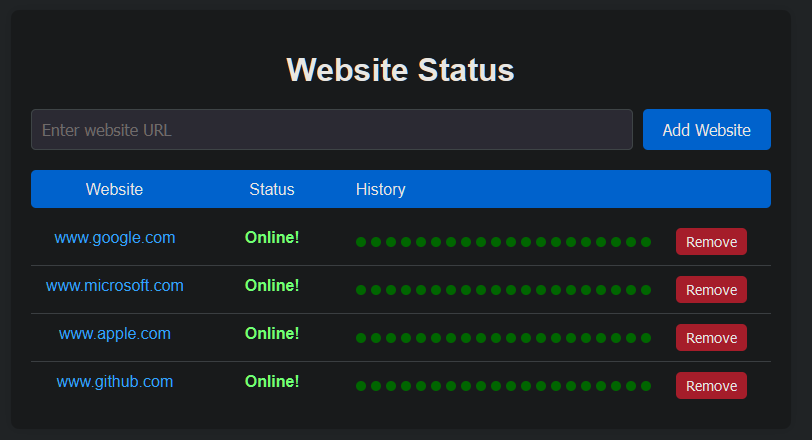 Website Status
Enter website URL Add Website
Website Status History
www.google.com Online! Remove
www.microsoft.com Online! Remove
www.apple.com Online! Remove
www.github.com Online! Remove